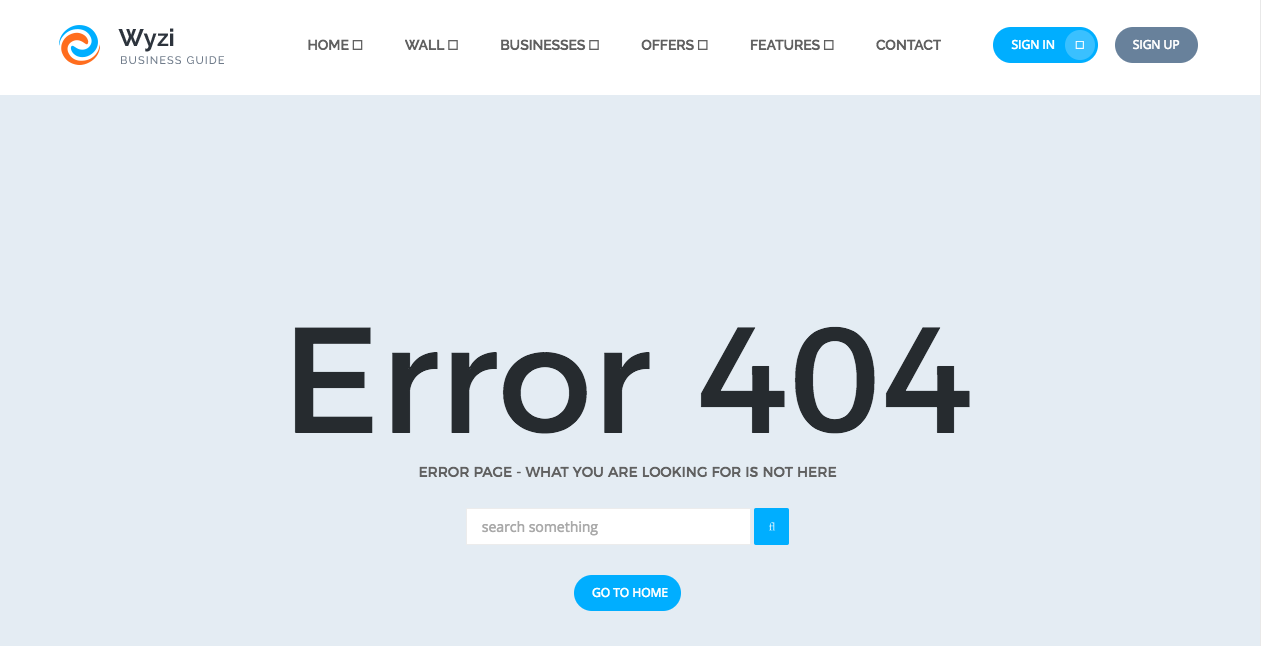 Wyzi
BUSINESS GUIDE
HOME
WALL
BUSINESSES
OFFERS
FEATURES
CONTACT
SIGN IN
SIGN UP
Error 404
ERROR PAGE - WHAT YOU ARE LOOKING FOR IS NOT HERE
search something
GO TO HOME